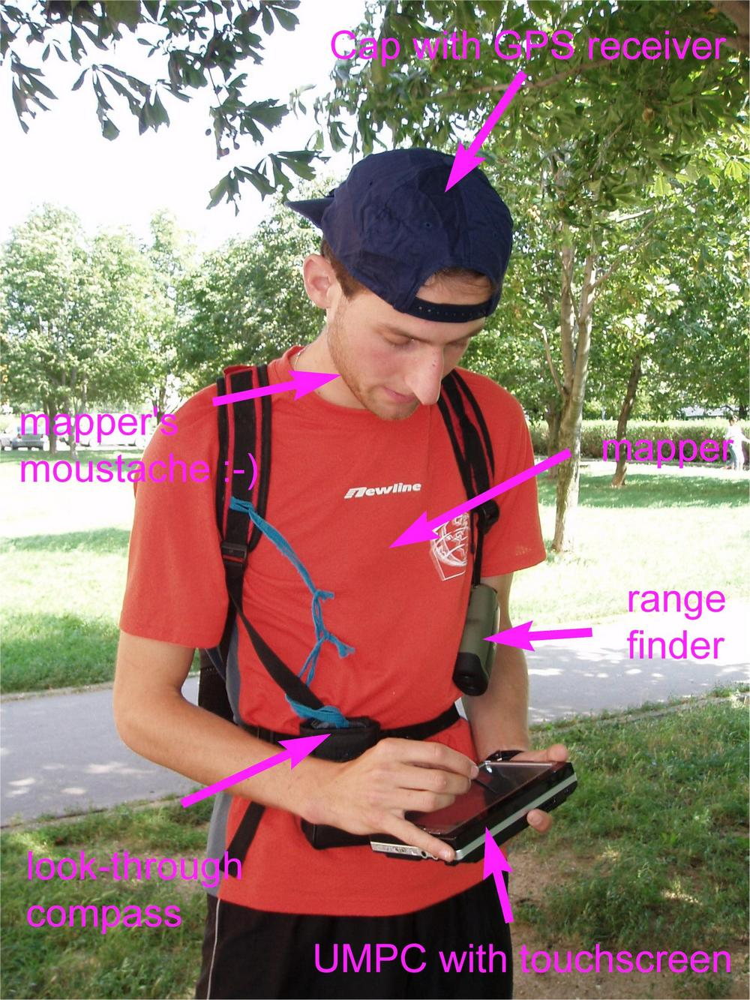 Cap with GPS receiver
mapper's
moustache :-)
mapper
newline
range
finder
look-through
compass
UMPC with touchscreen